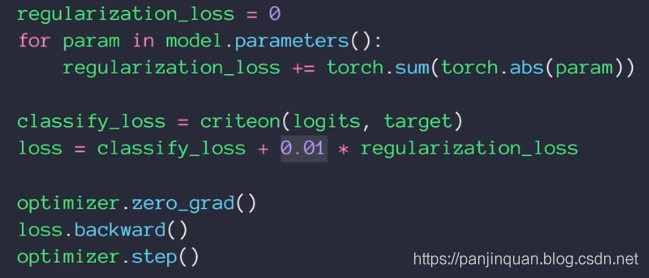 regularization_loss = 0
for param in model.parameters():
    regularization_loss += torch.sum(torch.abs(param))

classify_loss = criteon(logits, target)
loss = classify_loss + 0.01 * regularization_loss

optimizer.zero_grad()
loss.backward()
optimizer.step()
https://panjinquan.blog.csdn.net